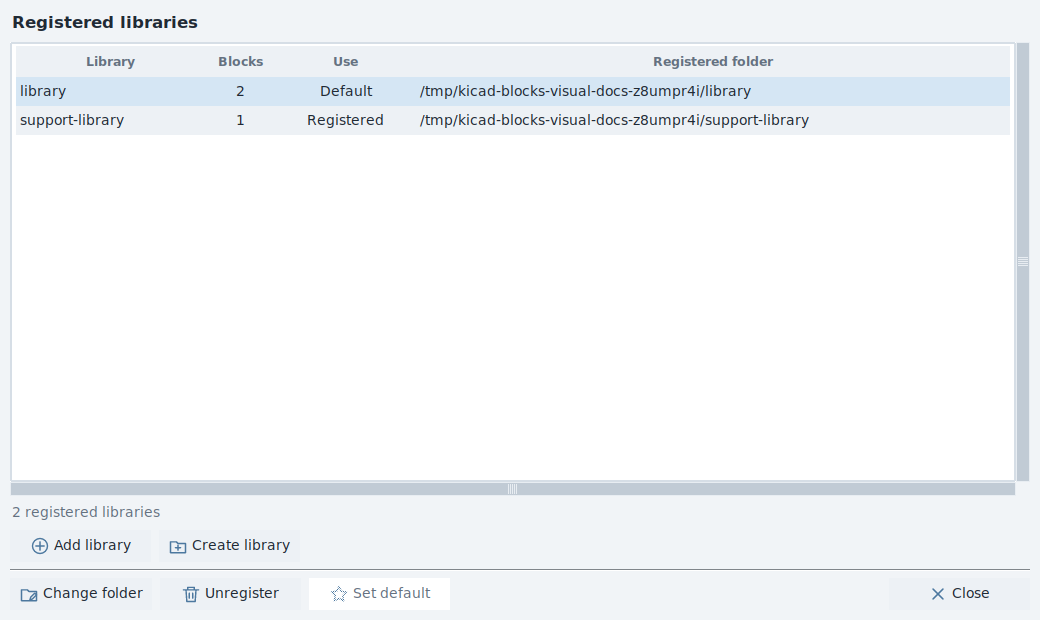 Registered libraries
Library Blocks Use Registered folder
library 2 Default /tmp/kicad-blocks-visual-docs-z8umpr4i/library
support-library 1 Registered /tmp/kicad-blocks-visual-docs-z8umpr4i/support-library
2 registered libraries
Add library Create library
Change folder Unregister Set default Close